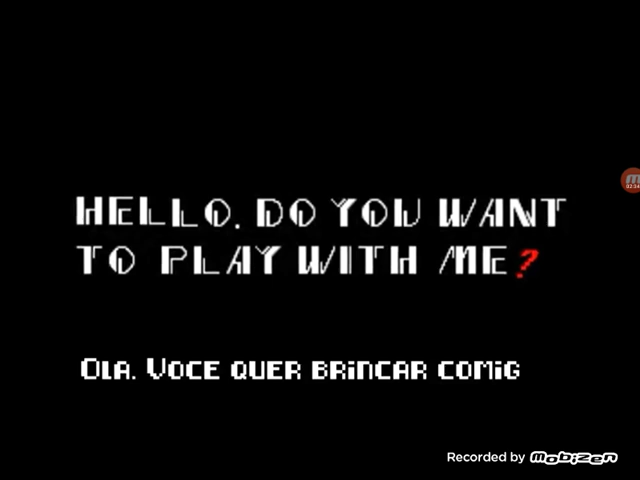 HELLO. DO YOU WANT
TO PLAY WITH ME?
OLA. VOCE QUER BRINCAR COMIG
Recorded by mobizen